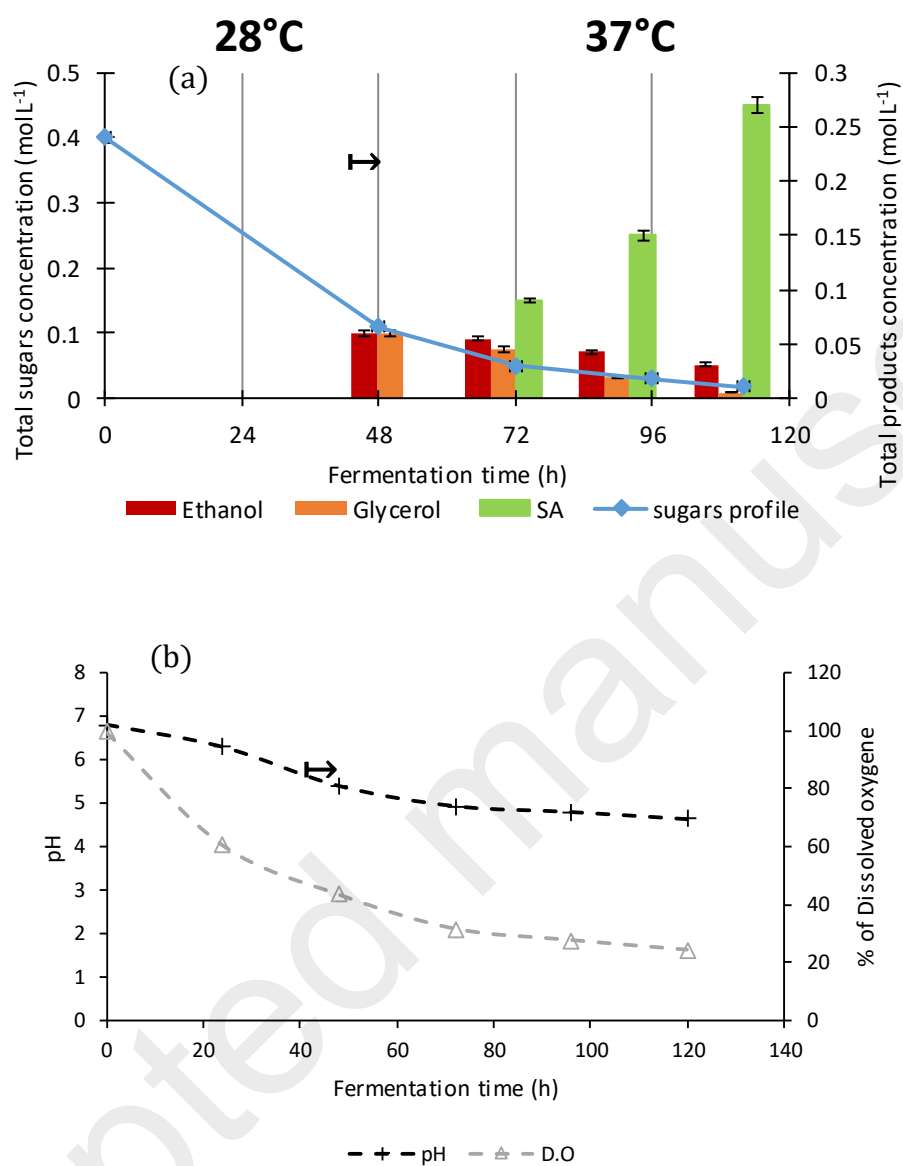 28°C 37°C
(a)
Total sugars concentration (mol L-1)
0.5
0.4
0.3
0.2
0.1
0
0.3
0.25
0.2
0.15
0.1
0.05
0
Total products concentration (mol L-1)
0 24 48 72 96 120
Fermentation time (h)
Ethanol Glycerol SA sugars profile
(b)
pH
8
7
6
5
4
3
2
1
0
120
100
80
60
40
20
0
% of Dissolved oxygene
0 20 40 60 80 100 120 140
Fermentation time (h)
pH D.O